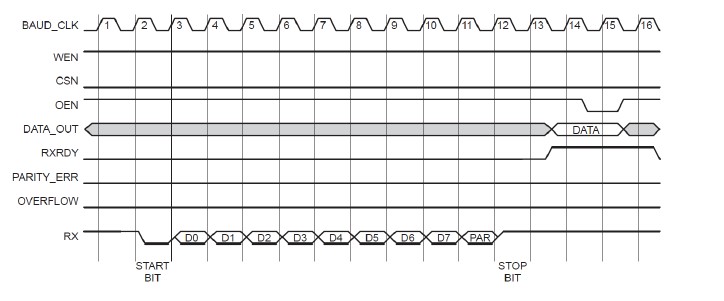 BAUD_CLK 1 2 3 4 5 6 7 8 9 10 11 12 13 14 15 16
WEN
CSN
OEN
DATA_OUT DATA
RXRDY
PARITY_ERR
OVERFLOW
RX D0 D1 D2 D3 D4 D5 D6 D7 PAR
START STOP
BIT BIT